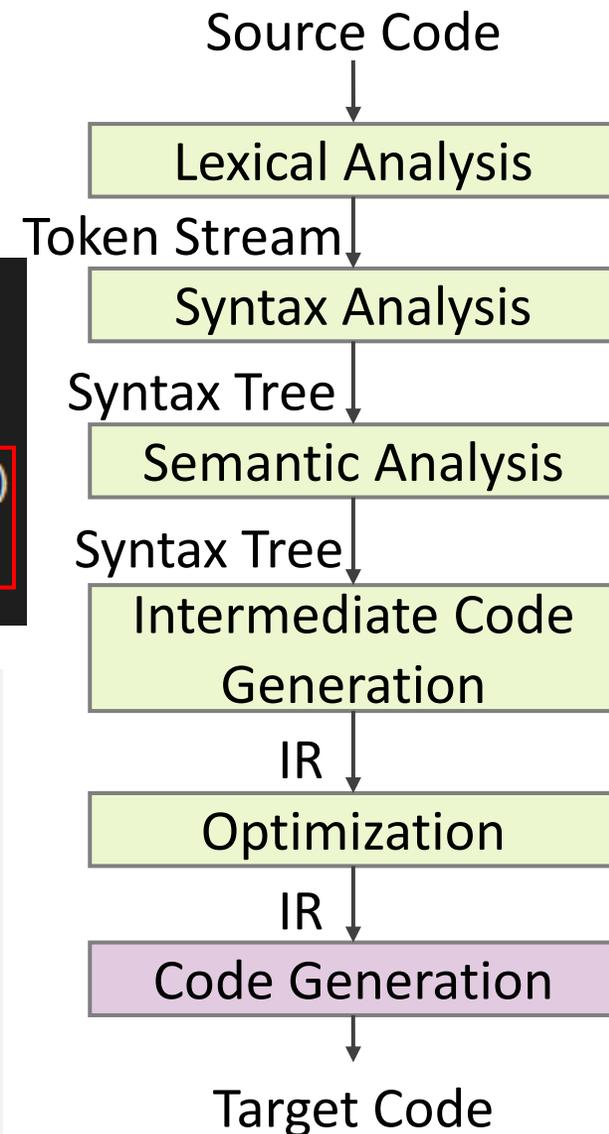 Source Code
Lexical Analysis
Token Stream
Syntax Analysis
Syntax Tree
)
Semantic Analysis
Syntax Tree
Intermediate Code
Generation
IR
Optimization
IR
Code Generation
Target Code